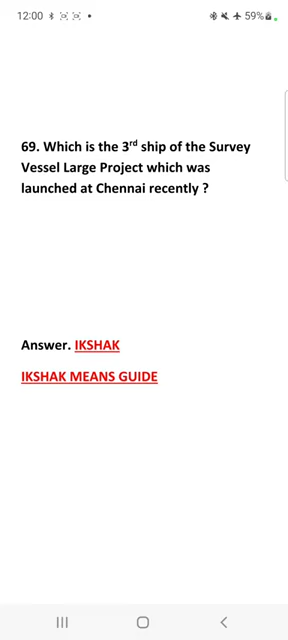 12:00
59%
69. Which is the 3rd ship of the Survey
Vessel Large Project which was
launched at Chennai recently ?
Answer. IKSHAK
IKSHAK MEANS GUIDE